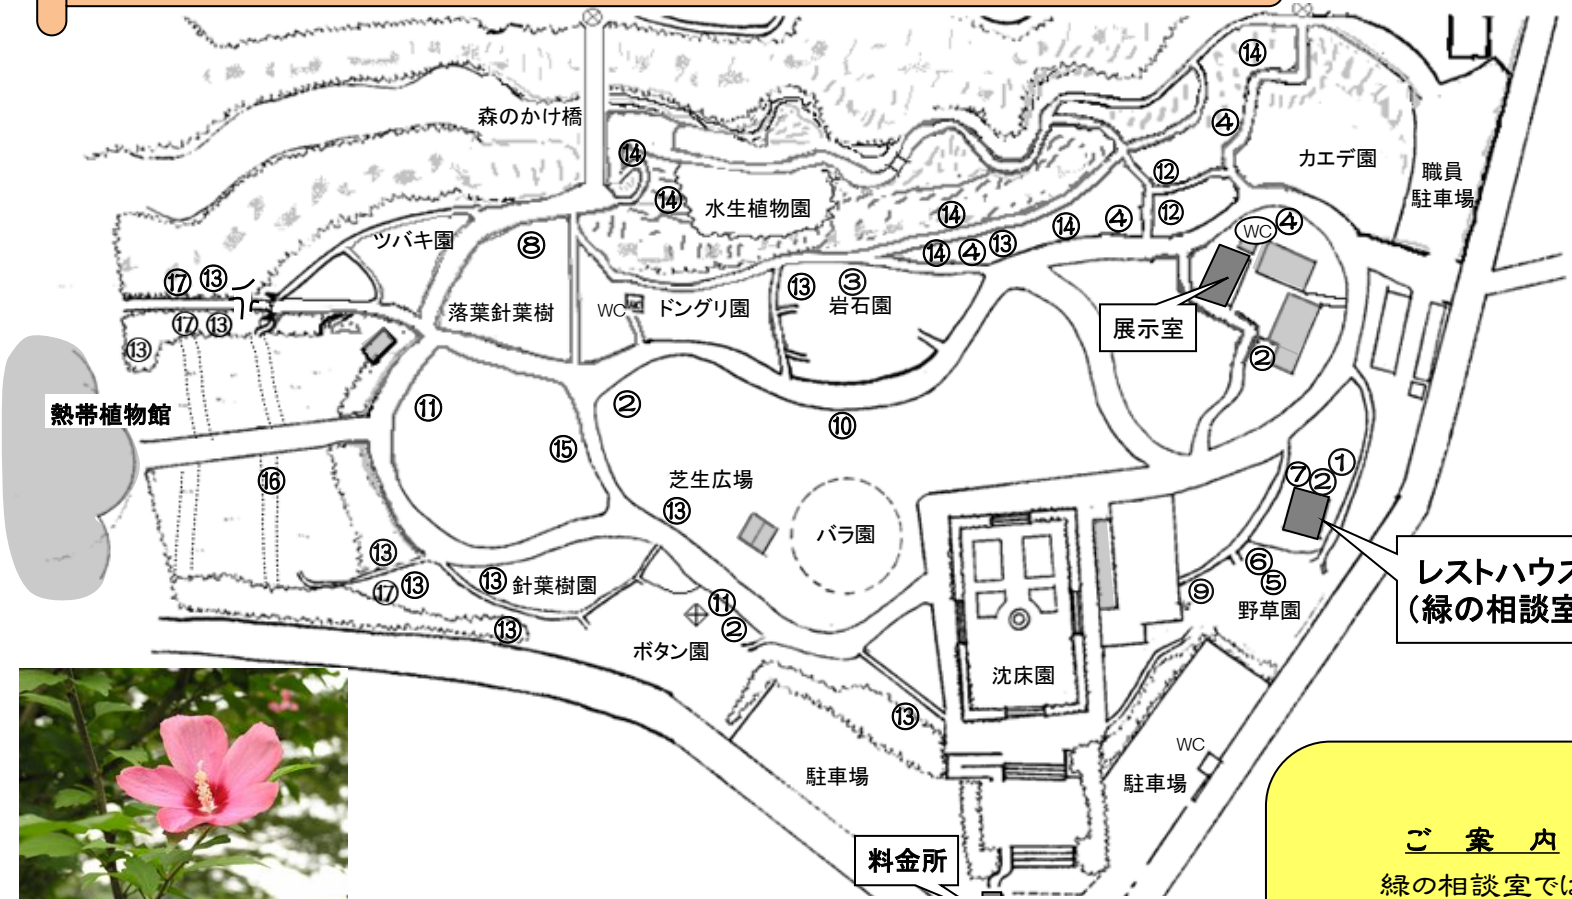 ⑭
森のかけ橋
④
⑭
カエデ園
⑫
職員
駐車場
⑭
水生植物園
⑭
⑫
④
⑭
WC
④
ツバキ園
⑧
⑭
④
⑬
⑰
⑬
⑬
③
落葉針葉樹
WC
ドングリ園
岩石園
⑰
⑬
展示室
⑬
②
熱帯植物館
⑪
②
⑩
⑮
①
⑯
芝生広場
⑦
②
⑬
バラ園
⑬
レストハウス
(緑の相談室
⑥
⑤
⑰
⑬
⑬
針葉樹園
⑨
野草園
⑪
②
⑬
ボタン園
沈床園
⑬
WC
駐車場
駐車場
料金所
ご 案 内
緑の相談室では